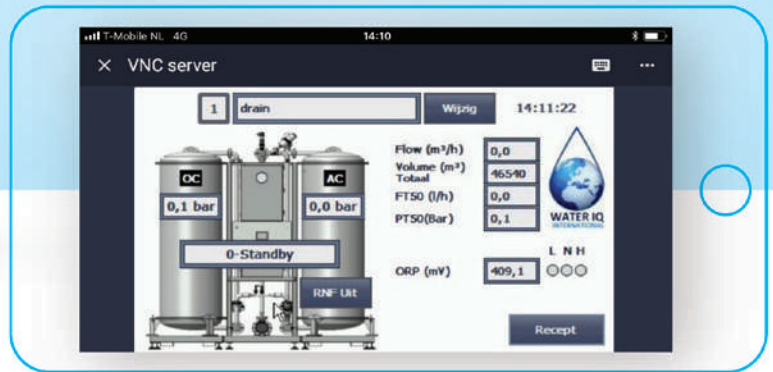 T-Mobile NL 4G 14:10
VNC server
1 drain Wijzig 14:11:22
Flow (m³/h) 0,0
Volume (m³)
Totaal 46540
FT50 (l/h) 0,0
PT50(Bar) 0,1
WATER IQ
INTERNATIONAL
OC AC
0,1 bar 0,0 bar
0-Standby
L N H
ORP (mV) 409,1
RNF Uit
Recept